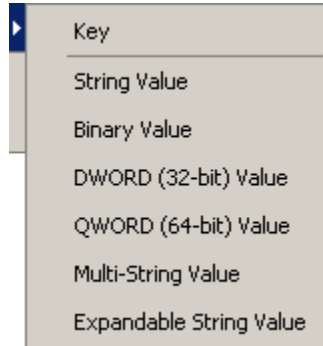 Key
String Value
Binary Value
DWORD (32-bit) Value
QWORD (64-bit) Value
Multi-String Value
Expandable String Value